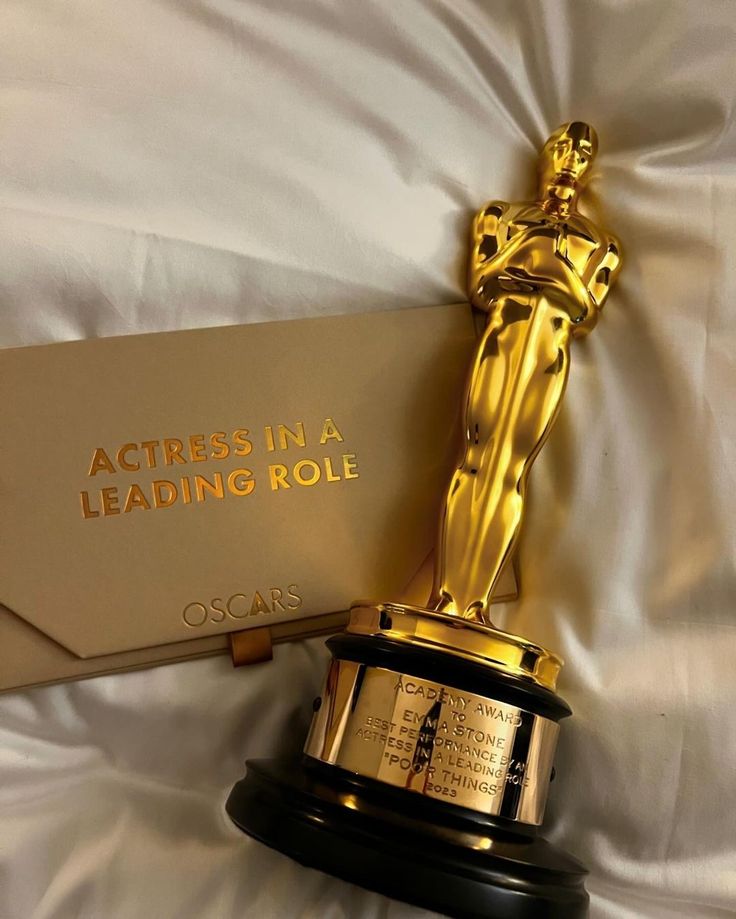 ACTRESS IN A
LEADING ROLE
OSCARS
ACADEMY AWARD
TO
EMMA STONE
BEST PERFORMANCE BY AN
ACTRESS IN A LEADING ROLE
"POOR THINGS"
2023